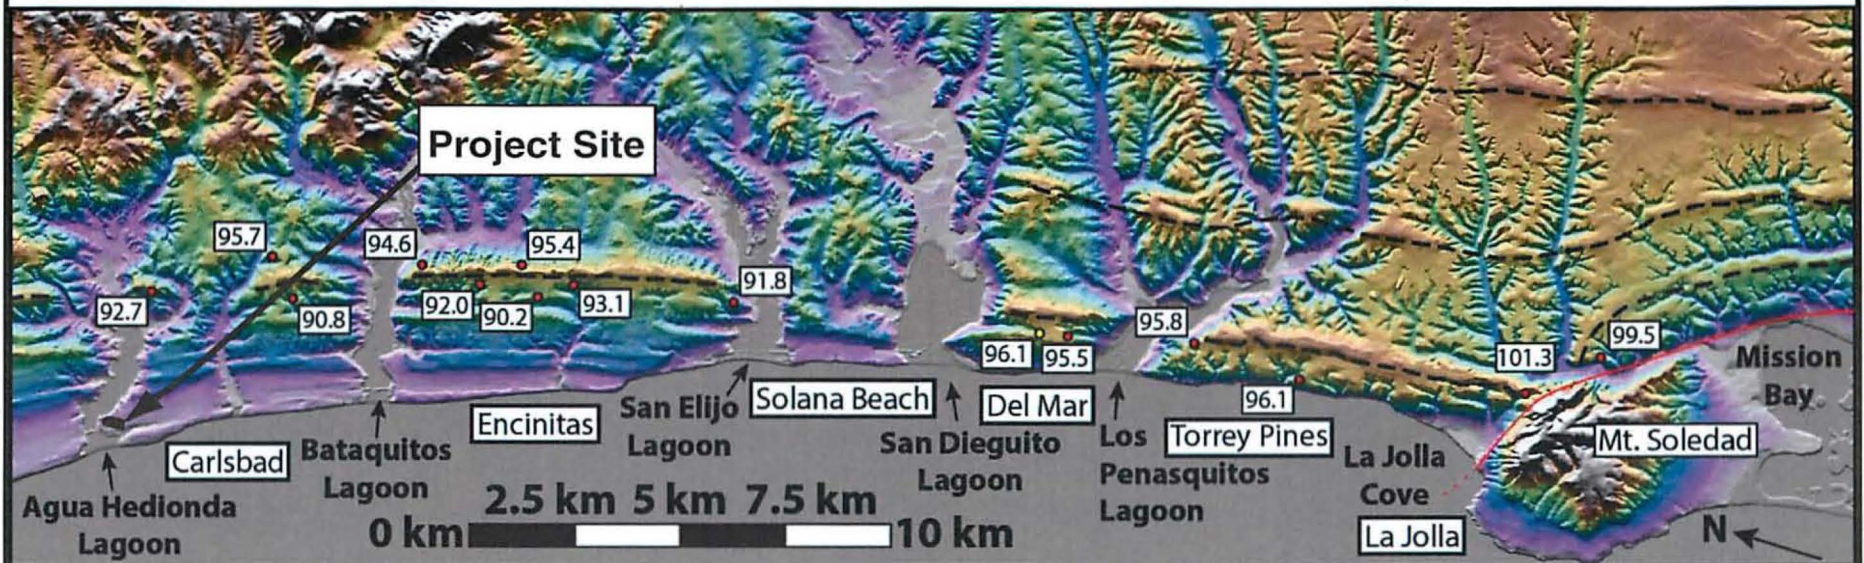 Project Site
95.7
94.6
95.4
92.7
90.8
92.0
90.2
93.1
91.8
96.1
95.5
95.8
96.1
101.3
99.5
Mission
Bay
Agua Hedionda
Lagoon
Carlsbad
Bataquitos
Lagoon
Encinitas
San Elijo
Lagoon
Solana Beach
San Dieguito
Lagoon
Del Mar
Los
Penasquitos
Lagoon
Torrey Pines
La Jolla
Cove
La Jolla
Mt. Soledad
2.5 km 5 km 7.5 km
0 km 10 km
N